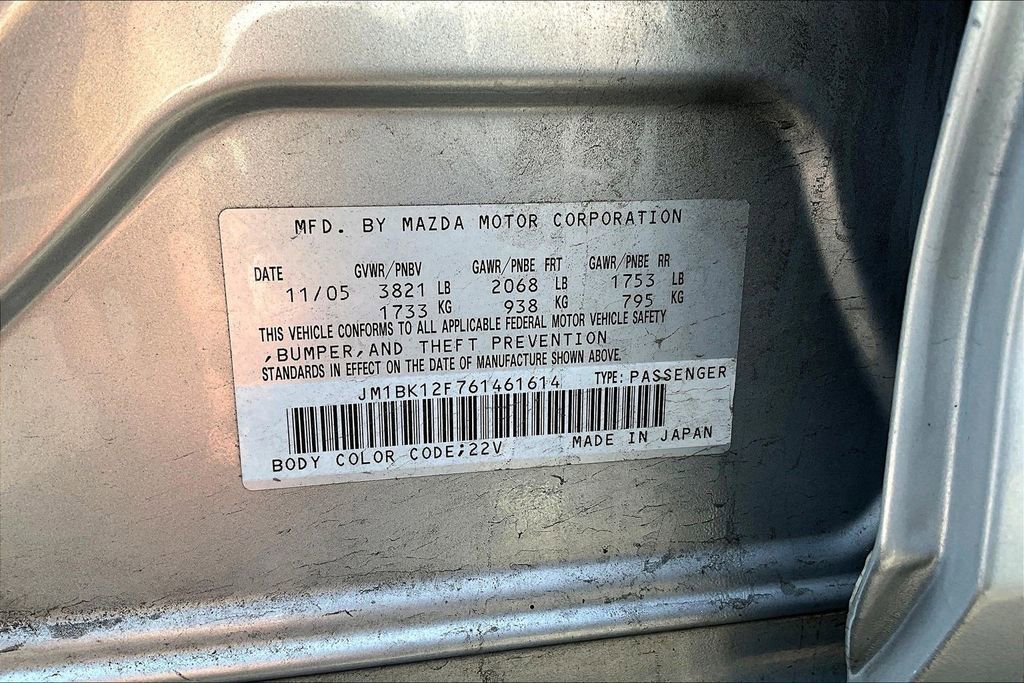 MFD. BY MAZDA MOTOR CORPORATION
DATE GVWR/PNBV GAWR/PNBE FRT GAWR/PNBE RR
11/05 3821 LB 2068 LB 1753 LB
1733 KG 938 KG 795 KG
THIS VEHICLE CONFORMS TO ALL APPLICABLE FEDERAL MOTOR VEHICLE SAFETY
,BUMPER,AND THEFT PREVENTION
STANDARDS IN EFFECT ON THE DATE OF MANUFACTURE SHOWN ABOVE.
JM1BK12F761461614 TYPE: PASSENGER
BODY COLOR CODE;22V MADE IN JAPAN